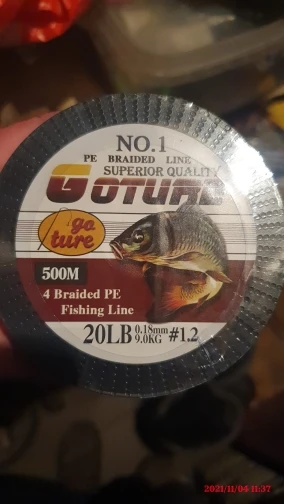 NO.1
PE BRAIDED LINE
SUPERIOR QUALITY
GOTURE
go
ture
500M
4 Braided PE
Fishing Line
20LB 0.18mm 9.0KG #1.2
2021/11/04 11:37